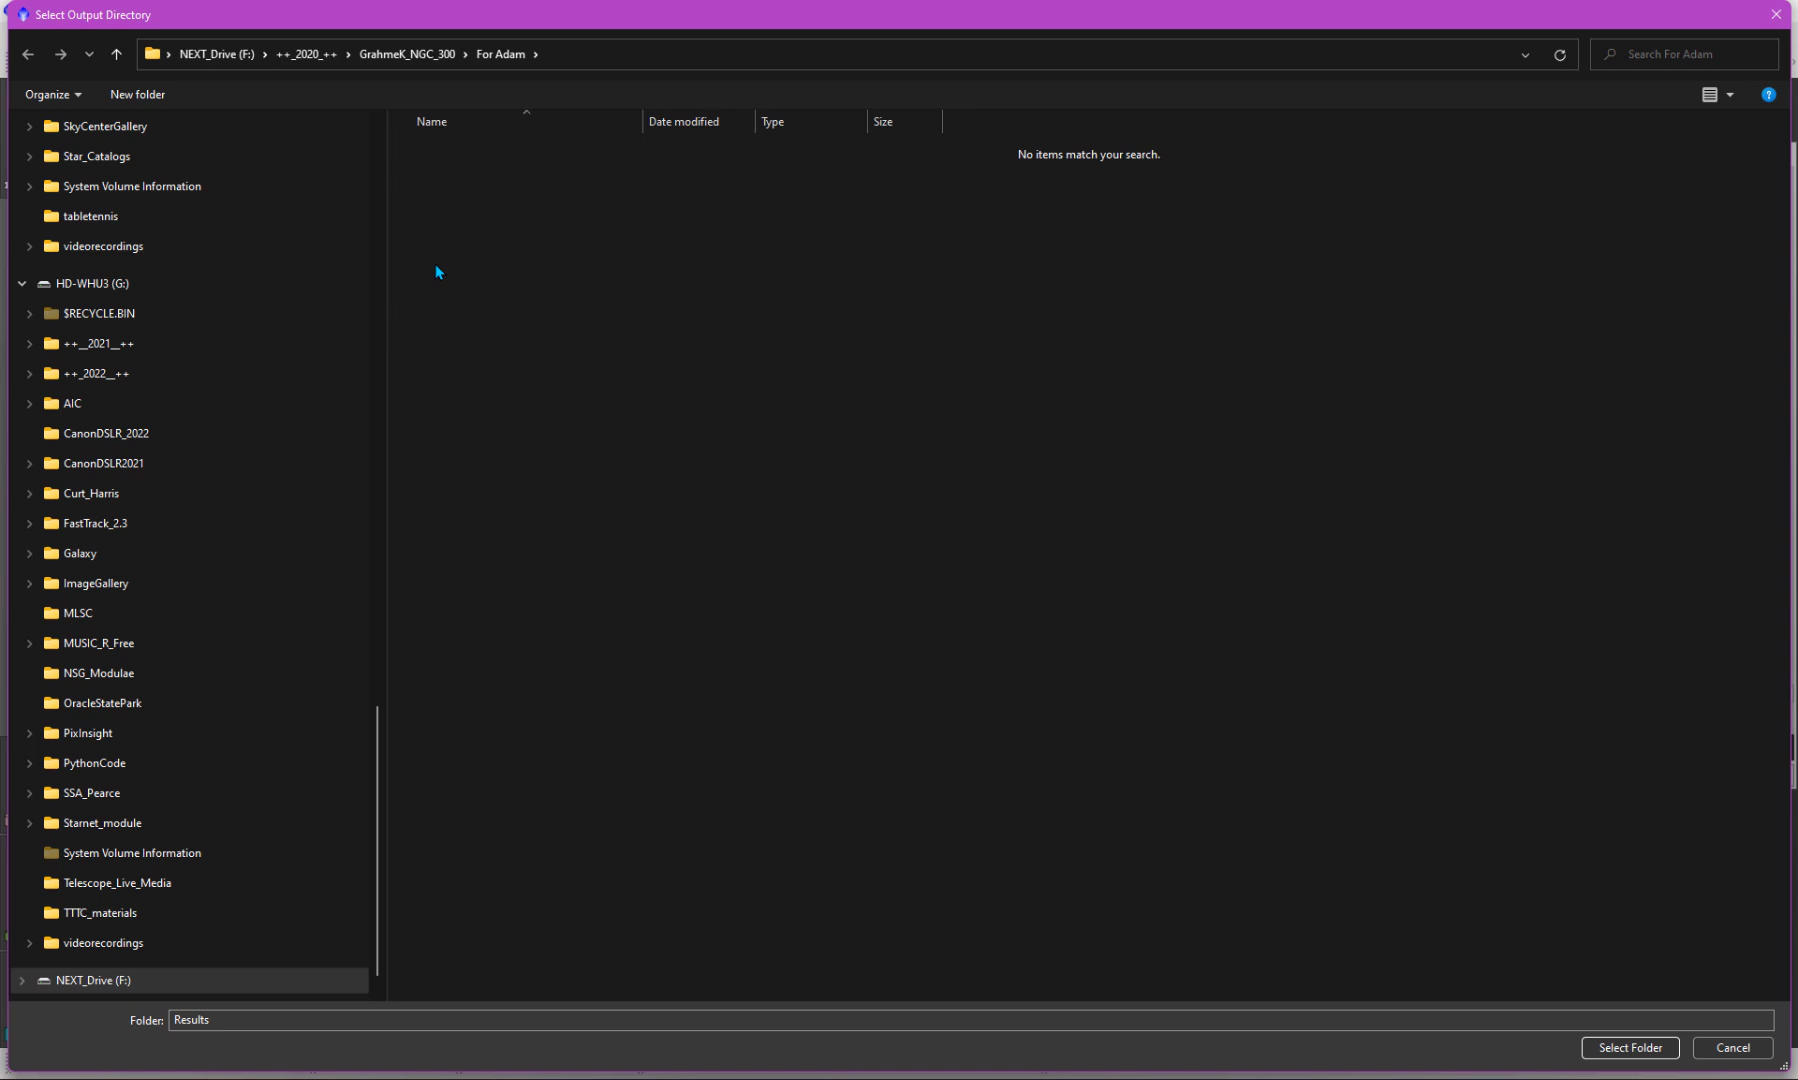 Select Output Directory
NEXT_Drive (F:) > ++_2020_++ > GrahmeK_NGC_300 > For Adam >
Search For Adam
Organize
New folder
Name
Date modified
Type
Size
No items match your search.
SkyCenterGallery
Star_Catalogs
System Volume Information
tabletennis
videorecordings
HD-WHU3 (G:)
$RECYCLE.BIN
++__2021__++
++_2022__++
AIC
CanonDSLR_2022
CanonDSLR2021
Curt_Harris
FastTrack_2.3
Galaxy
ImageGallery
MLSC
MUSIC_R_Free
NSG_Modulae
OracleStatePark
PixInsight
PythonCode
SSA_Pearce
Starnet_module
System Volume Information
Telescope_Live_Media
TTTC_materials
videorecordings
NEXT_Drive (F:)
Folder: Results
Select Folder
Cancel